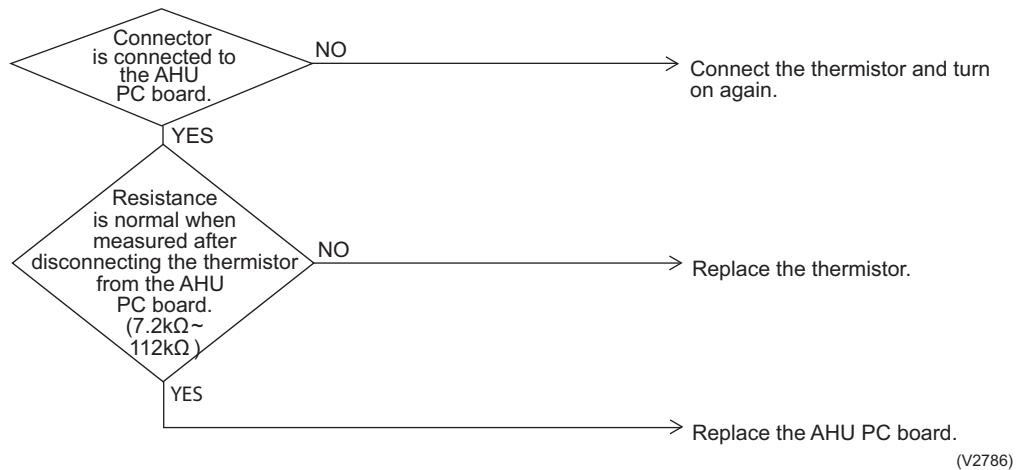 Connector
is connected to
the AHU
PC board.
NO
Connect the thermistor and turn
on again.
YES
Resistance
is normal when
measured after
disconnecting the thermistor
from the AHU
PC board.
(7.2kΩ~
112kΩ )
NO
Replace the thermistor.
YES
Replace the AHU PC board.
(V2786)